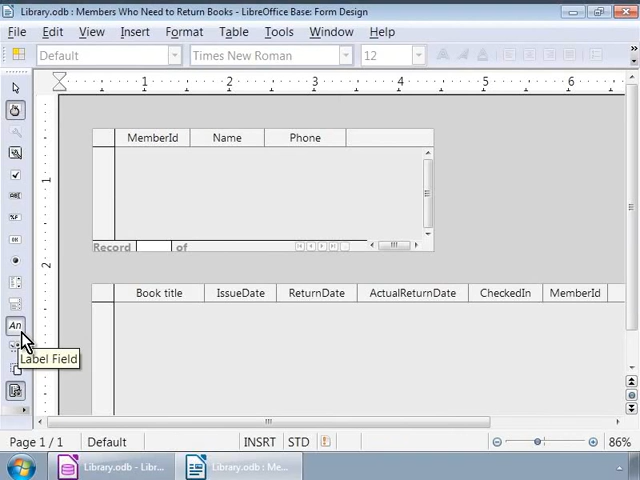 Library.odb : Members Who Need to Return Books - LibreOffice Base: Form Design
File Edit View Insert Format Table Tools Window Help
Default Times New Roman 12
1 2 3 4 5 6
MemberId Name Phone
1
Record of
2
Book title IssueDate ReturnDate ActualReturnDate CheckedIn MemberId
An
Label Field
Page 1 / 1 Default INSRT STD 86%
Library.odb - Libr... Library.odb : Me...